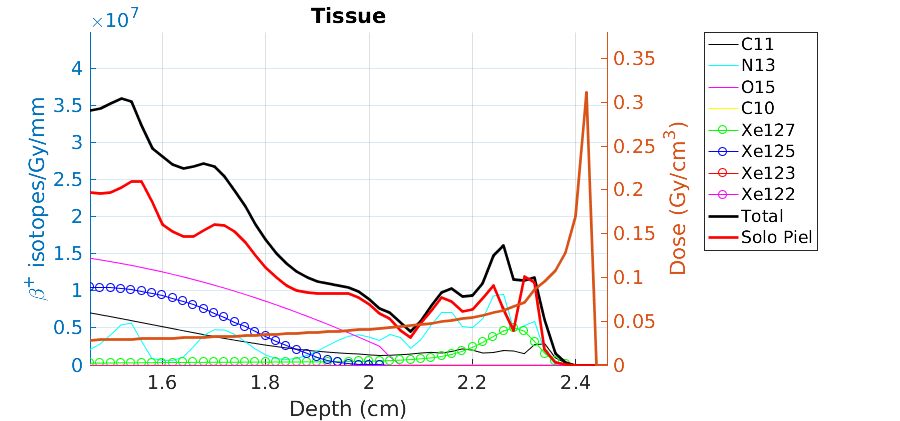 Tissue
×10^7
4
3.5
3
2.5
2
1.5
1
0.5
0
β^+ isotopes/Gy/mm
1.6
1.8
2
2.2
2.4
Depth (cm)
0.35
0.3
0.25
0.2
0.15
0.1
0.05
0
Dose (Gy/cm^3)
C11
N13
O15
C10
Xe127
Xe125
Xe123
Xe122
Total
Solo Piel